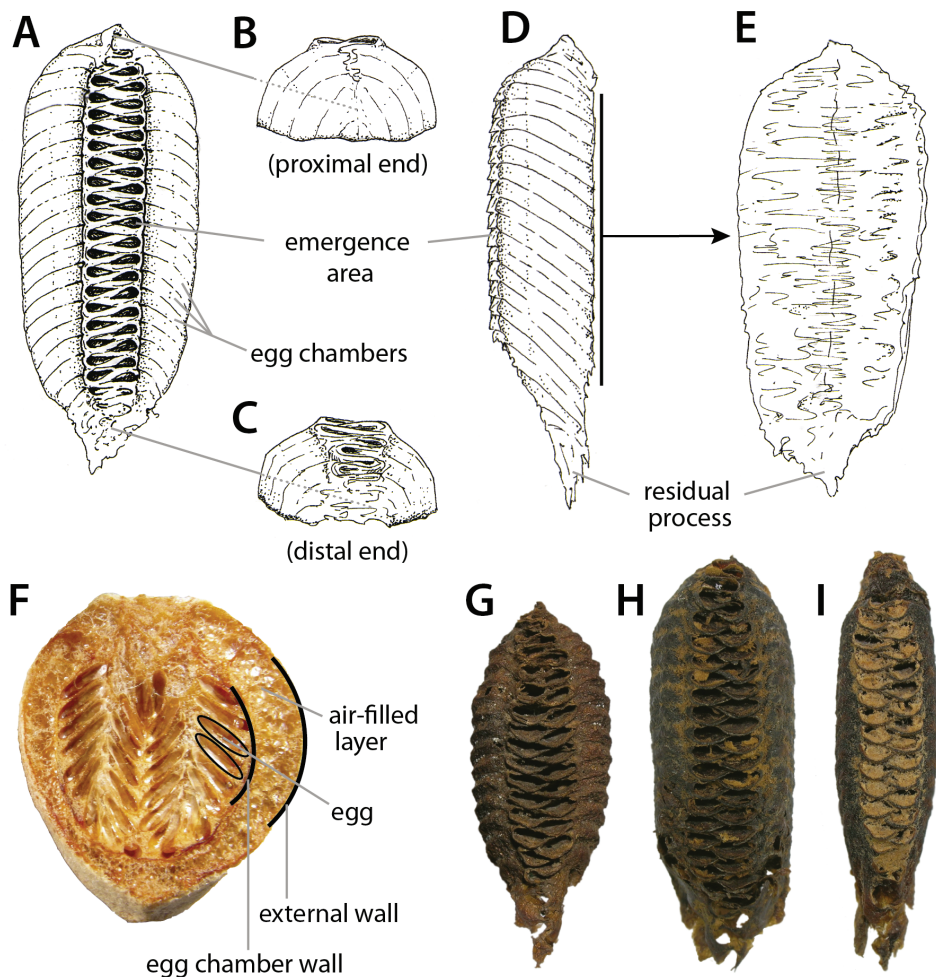 A
B
D
E
(proximal end)
emergence
area
egg chambers
C
(distal end)
residual
process
F
G
H
I
air-filled
layer
egg
external wall
egg chamber wall